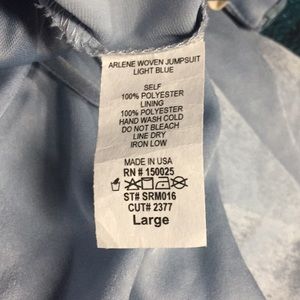 ARLENE WOVEN JUMPSUIT
LIGHT BLUE
SELF
100% POLYESTER
LINING
100% POLYESTER
HAND WASH COLD
DO NOT BLEACH
LINE DRY
IRON LOW
MADE IN USA
RN # 150025
ST# SRM016
CUT# 2377
Large